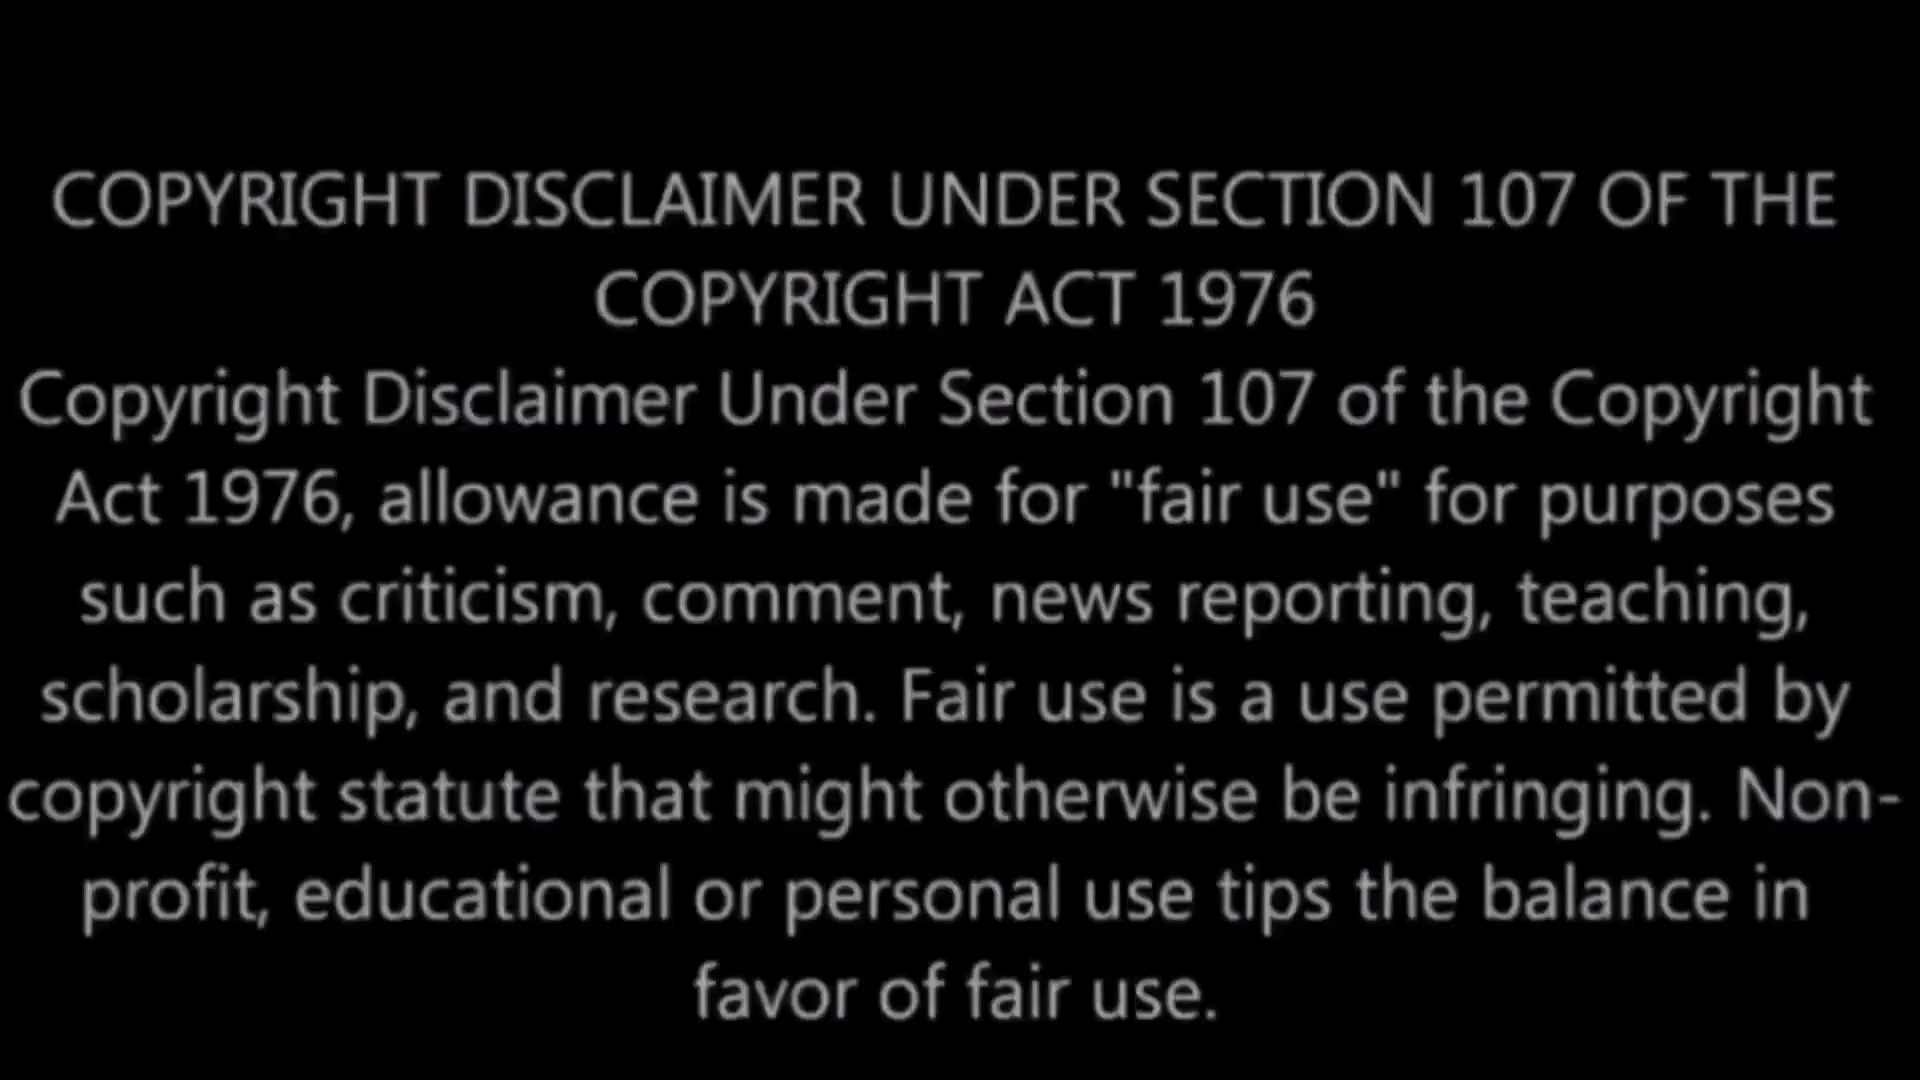 COPYRIGHT DISCLAIMER UNDER SECTION 107 OF THE
COPYRIGHT ACT 1976
Copyright Disclaimer Under Section 107 of the Copyright
Act 1976, allowance is made for "fair use" for purposes
such as criticism, comment, news reporting, teaching,
scholarship, and research. Fair use is a use permitted by
copyright statute that might otherwise be infringing. Non-
profit, educational or personal use tips the balance in
favor of fair use.